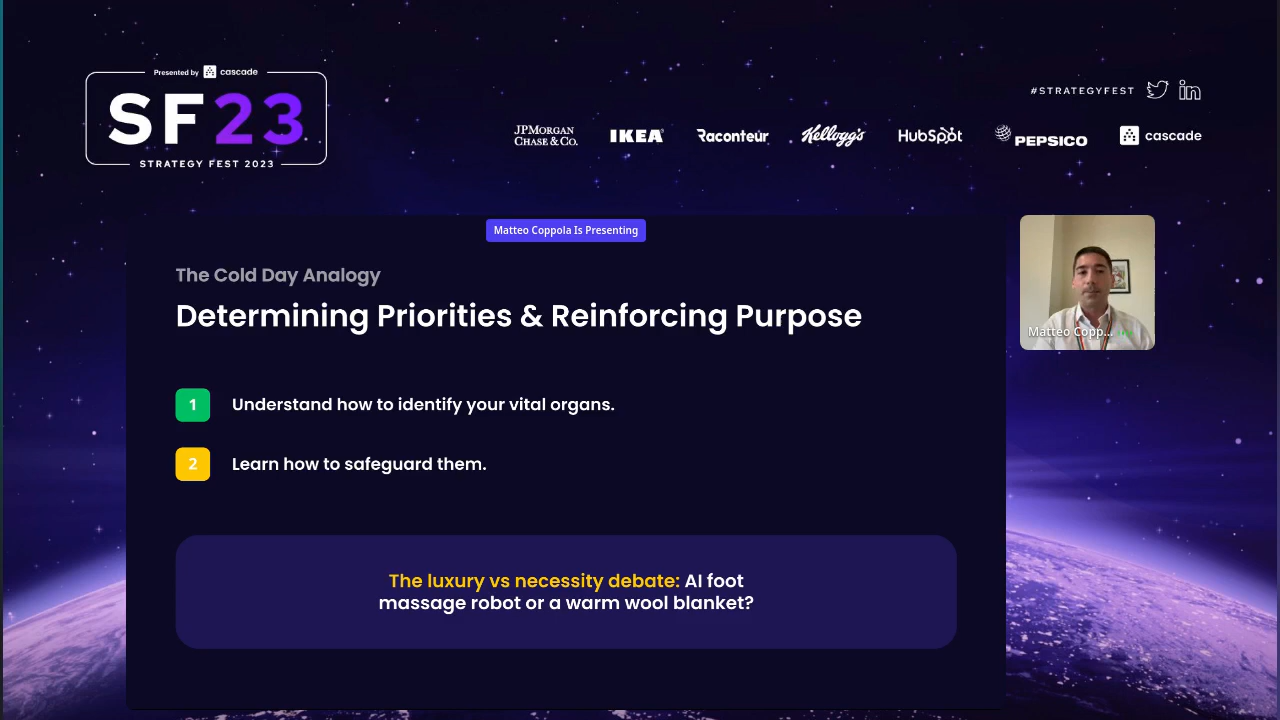 Presented by cascade
SF23
STRATEGY FEST 2023
#STRATEGYFEST
JPMORGAN
CHASE & CO.
IKEA
Raconteur
Kellogg's
HubSpot
PEPSICO
cascade
Matteo Coppola Is Presenting
Matteo Copp...
The Cold Day Analogy
Determining Priorities & Reinforcing Purpose
1 Understand how to identify your vital organs.
2 Learn how to safeguard them.
The luxury vs necessity debate: AI foot
massage robot or a warm wool blanket?